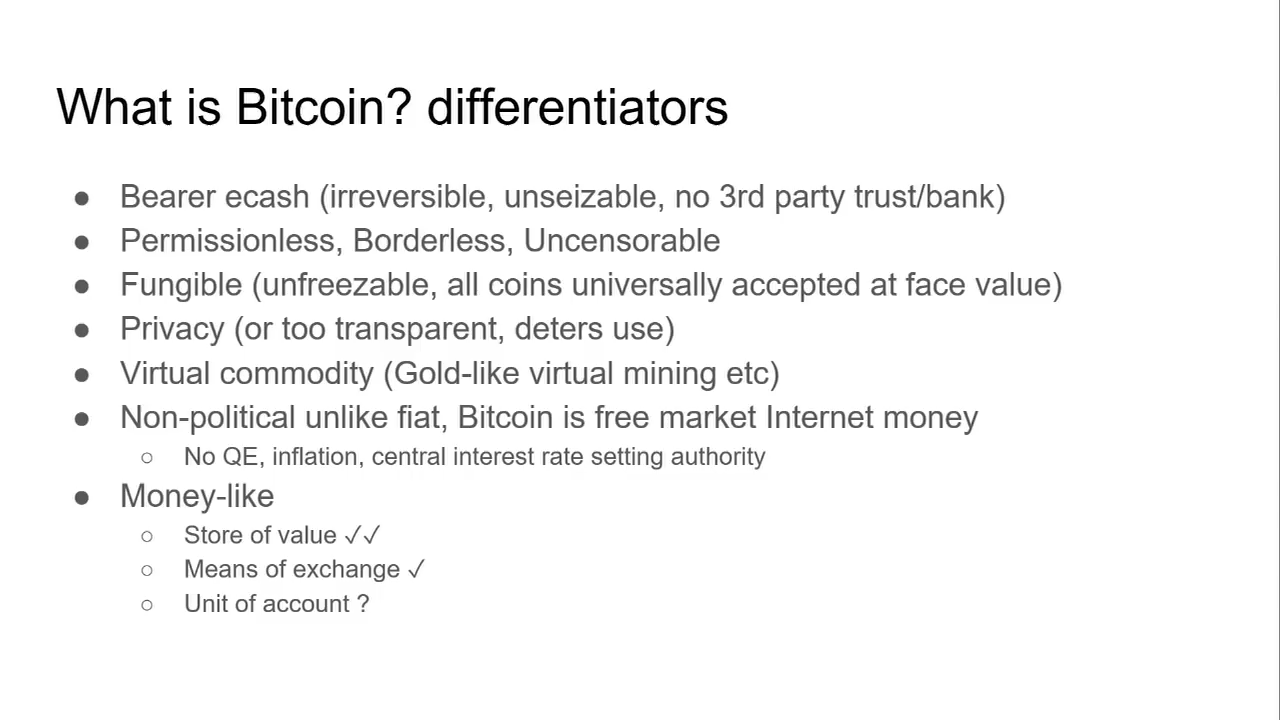 What is Bitcoin? differentiators
● Bearer ecash (irreversible, unseizable, no 3rd party trust/bank)
● Permissionless, Borderless, Uncensorable
● Fungible (unfreezable, all coins universally accepted at face value)
● Privacy (or too transparent, deters use)
● Virtual commodity (Gold-like virtual mining etc)
● Non-political unlike fiat, Bitcoin is free market Internet money
○ No QE, inflation, central interest rate setting authority
● Money-like
○ Store of value ✓✓
○ Means of exchange ✓
○ Unit of account ?